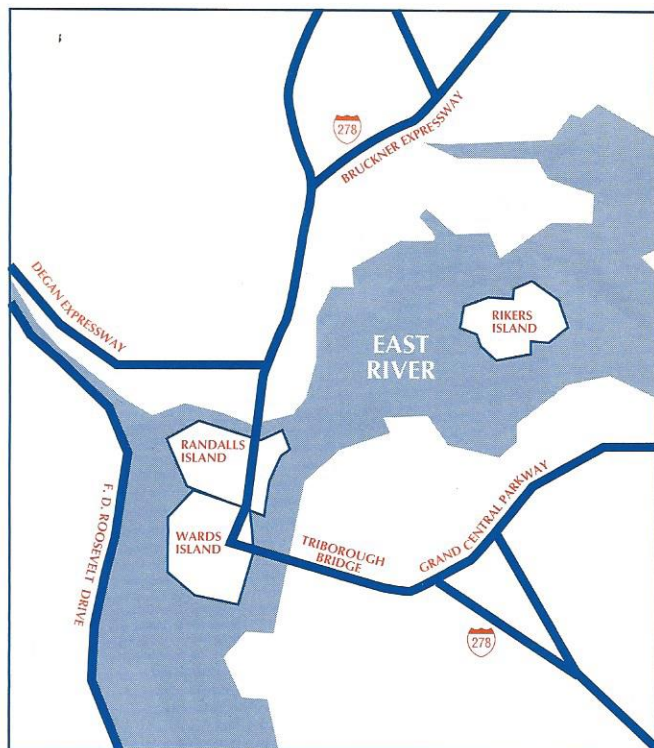 278
BRUCKNER EXPRESSWAY
DEGAN EXPRESSWAY
RIKERS
ISLAND
EAST
RIVER
RANDALLS
ISLAND
F. D. ROOSEVELT DRIVE
WARDS
ISLAND
TRIBOROUGH
BRIDGE
GRAND CENTRAL PARKWAY
278